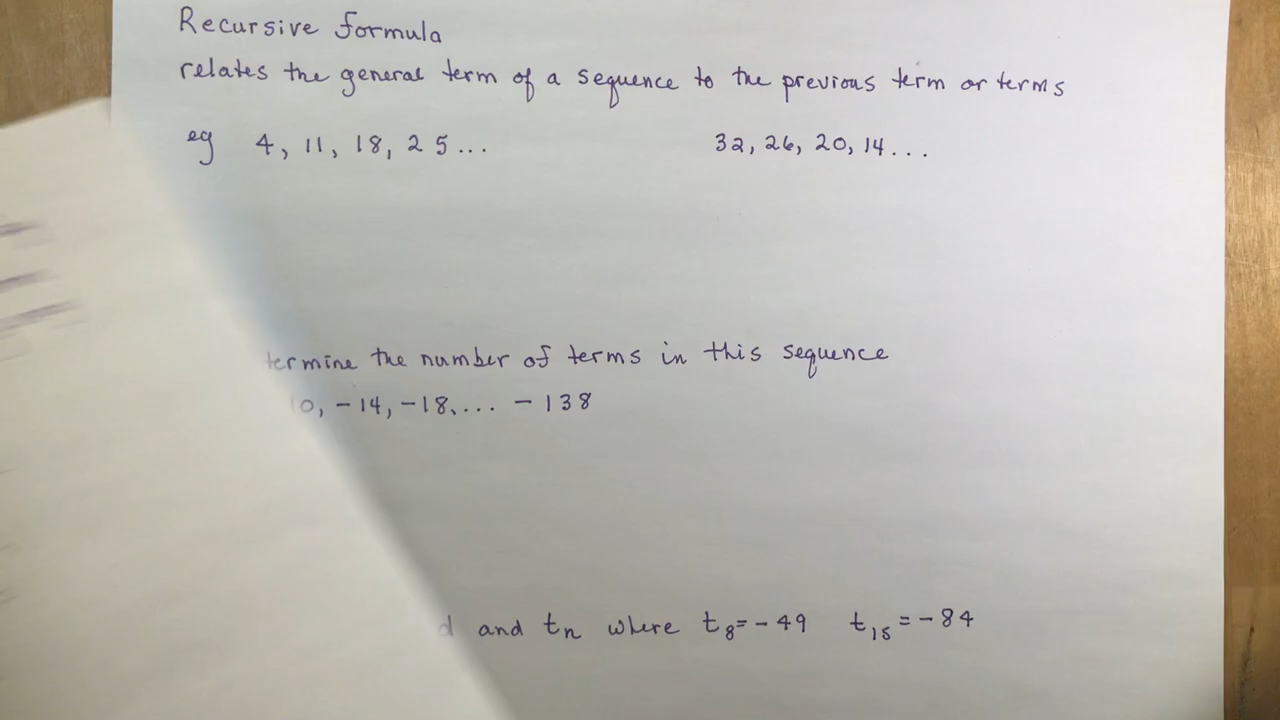 Recursive formula
relates the general term of a sequence to the previous term or terms
eg 4, 11, 18, 25... 32, 26, 20, 14...
termine the number of terms in this sequence
10, -14, -18, ... -138
d and tn where t8=-49 t15=-84